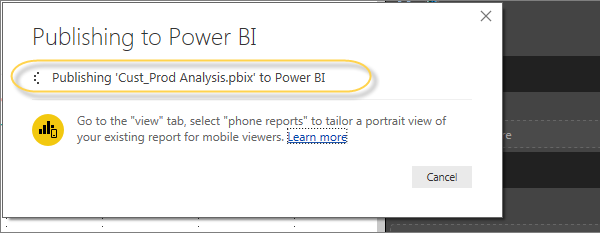 Publishing to Power BI
Publishing 'Cust_Prod Analysis.pbix' to Power BI
Go to the "view" tab, select "phone reports" to tailor a portrait view
of your existing report for mobile viewers. Learn more
Cancel